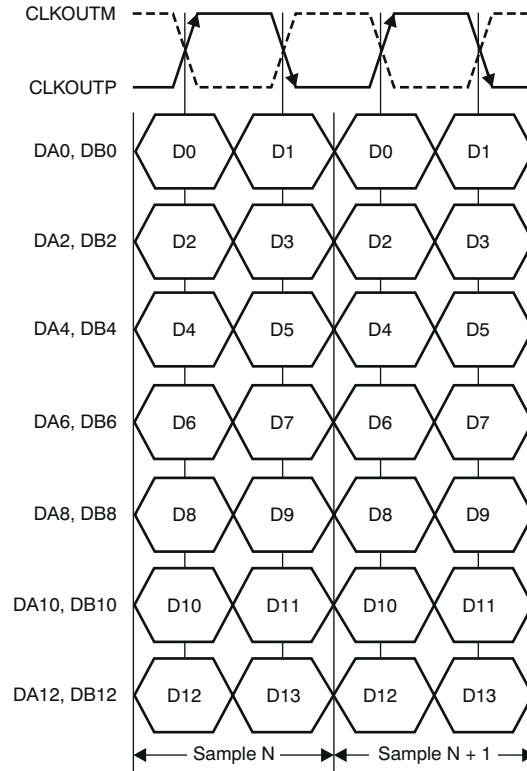 CLKOUTM
CLKOUTP
DA0, DB0 D0 D1 D0 D1
DA2, DB2 D2 D3 D2 D3
DA4, DB4 D4 D5 D4 D5
DA6, DB6 D6 D7 D6 D7
DA8, DB8 D8 D9 D8 D9
DA10, DB10 D10 D11 D10 D11
DA12, DB12 D12 D13 D12 D13
Sample N Sample N + 1